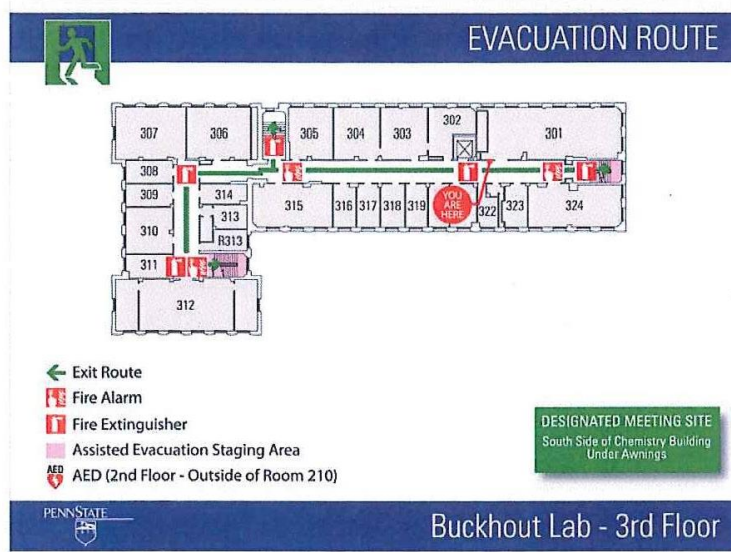 EVACUATION ROUTE
307
306
305
304
303
302
301
308
309
310
311
312
314
313
R313
315
316
317
318
319
YOU
ARE
HERE
322
323
324
Exit Route
Fire Alarm
Fire Extinguisher
Assisted Evacuation Staging Area
AED
AED (2nd Floor - Outside of Room 210)
DESIGNATED MEETING SITE
South Side of Chemistry Building
Under Awnings
PENNSTATE
Buckhout Lab - 3rd Floor